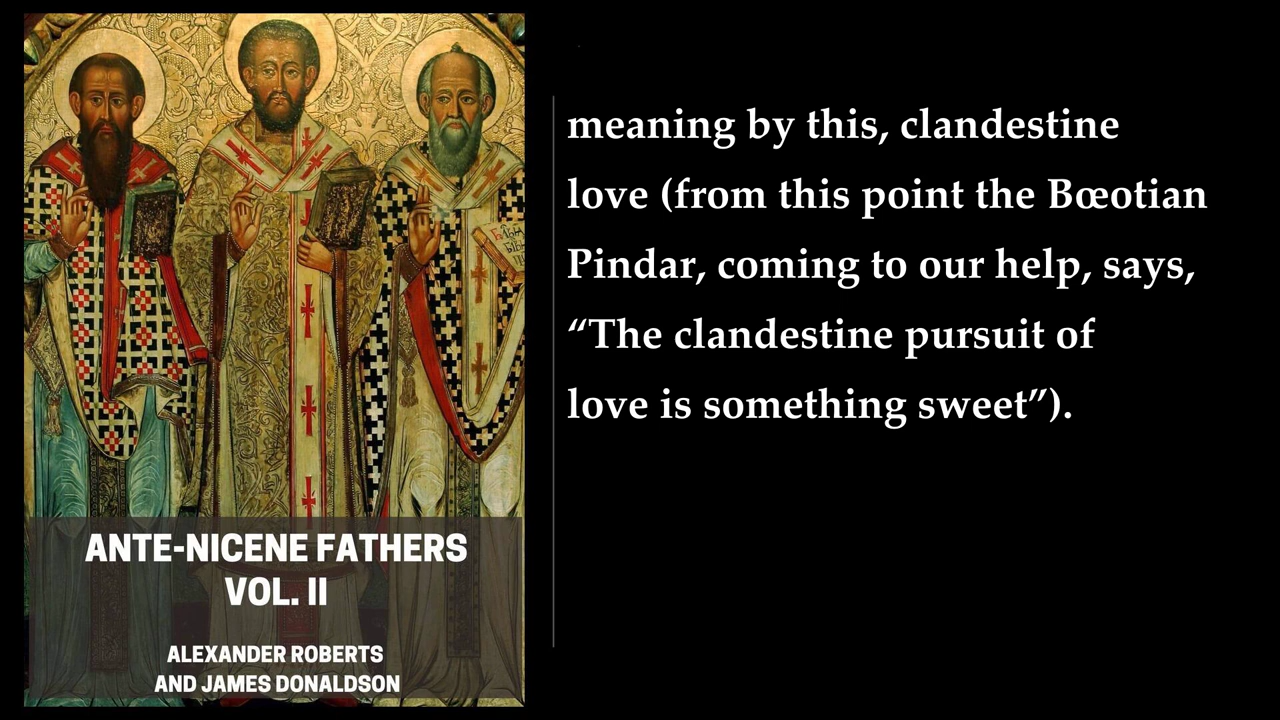 meaning by this, clandestine
love (from this point the Bœotian
Pindar, coming to our help, says,
“The clandestine pursuit of
love is something sweet”).
ANTE-NICENE FATHERS
VOL. II
ALEXANDER ROBERTS
AND JAMES DONALDSON